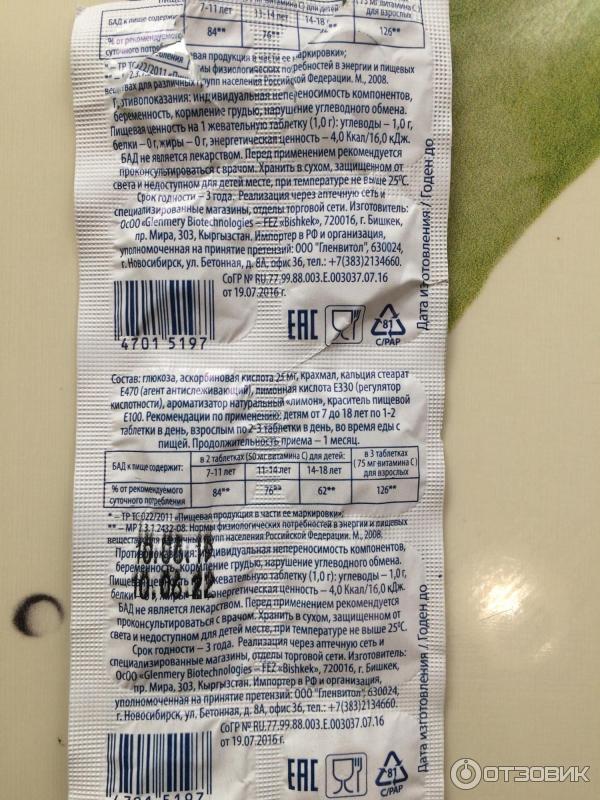 7-11 лет 11-14 лет 14-18
75 мг витамина С)
для взрослых
БАД к пище содержит:
84** 76** 126**
% от рекомендуемого
суточного потребления
пищевая продукция в части ее маркировки»;
** – МР 2.3.1. нормы физиологических потребностей в энергии и пищевых
веществах для различных групп населения Российской Федерации. М., 2008.
Противопоказания: индивидуальная непереносимость компонентов,
беременность, кормление грудью, нарушение углеводного обмена.
Пищевая ценность на 1 жевательную таблетку (1,0 г): углеводы – 1,0 г,
белки – 0 г, жиры – 0 г, энергетическая ценность – 4,0 Ккал/16,0 кДж.
БАД не является лекарством. Перед применением рекомендуется
проконсультироваться с врачом. Хранить в сухом, защищенном от
света и недоступном для детей месте, при температуре не выше 25°С.
Срок годности – 3 года. Реализация через аптечную сеть и
специализированные магазины, отделы торговой сети. Изготовитель:
ОсОО «Glenmery Biotechnologies – FEZ «Bishkek», 720016, г. Бишкек,
пр. Мира, 303, Кыргызстан. Импортер в РФ и организация,
уполномоченная на принятие претензий: ООО "Гленвитол", 630024,
г. Новосибирск, ул. Бетонная, д. 8А, офис 36, тел.: +7(383)2134660.
СоГР № RU.77.99.88.003.Е.003037.07.16
от 19.07.2016 г.
Дата изготовления / Годен до
4701 5197
EAC
81
C/PAP
Состав: глюкоза, аскорбиновая кислота 25 мг, крахмал, кальция стеарат
Е470 (агент антислеживающий), лимонная кислота Е330 (регулятор
кислотности), ароматизатор натуральный «лимон», краситель пищевой
Е100. Рекомендации по применению: детям от 7 до 18 лет по 1-2
таблетки в день, взрослым по 2-3 таблетки в день, во время еды с
пищей. Продолжительность приема – 1 месяц.
БАД к пище содержит:
в 2 таблетках (50 мг витамина С) для детей:
в 3 таблетках
(75 мг витамина С)
для взрослых
7-11 лет 11-14 лет 14-18 лет
% от рекомендуемого
суточного потребления
84** 76** 62** 126**
* – ТР ТС 022/2011 «Пищевая продукция в части ее маркировки»;
** – МР 2.3.1.2432-08. Нормы физиологических потребностей в энергии и пищевых
веществах для различных групп населения Российской Федерации. М., 2008.
Противопоказания: индивидуальная непереносимость компонентов,
беременность, кормление грудью, нарушение углеводного обмена.
Пищевая ценность на 1 жевательную таблетку (1,0 г): углеводы – 1,0 г,
белки – 0 г, энергетическая ценность – 4,0 Ккал/16,0 кДж.
БАД не является лекарством. Перед применением рекомендуется
проконсультироваться с врачом. Хранить в сухом, защищенном от
света и недоступном для детей месте, при температуре не выше 25°С.
Срок годности – 3 года. Реализация через аптечную сеть и
специализированные магазины, отделы торговой сети. Изготовитель:
ОсОО «Glenmery Biotechnologies – FEZ «Bishkek», 720016, г. Бишкек,
пр. Мира, 303, Кыргызстан. Импортер в РФ и организация,
уполномоченная на принятие претензий: ООО "Гленвитол", 630024,
г. Новосибирск, ул. Бетонная, д. 8А, офис 36, тел.: +7(383)2134660.
СоГР № RU.77.99.88.003.Е.003037.07.16
от 19.07.2016 г.
Дата изготовления / Годен до
4701 5197
EAC
81
C/PAP
ОТЗОВИК